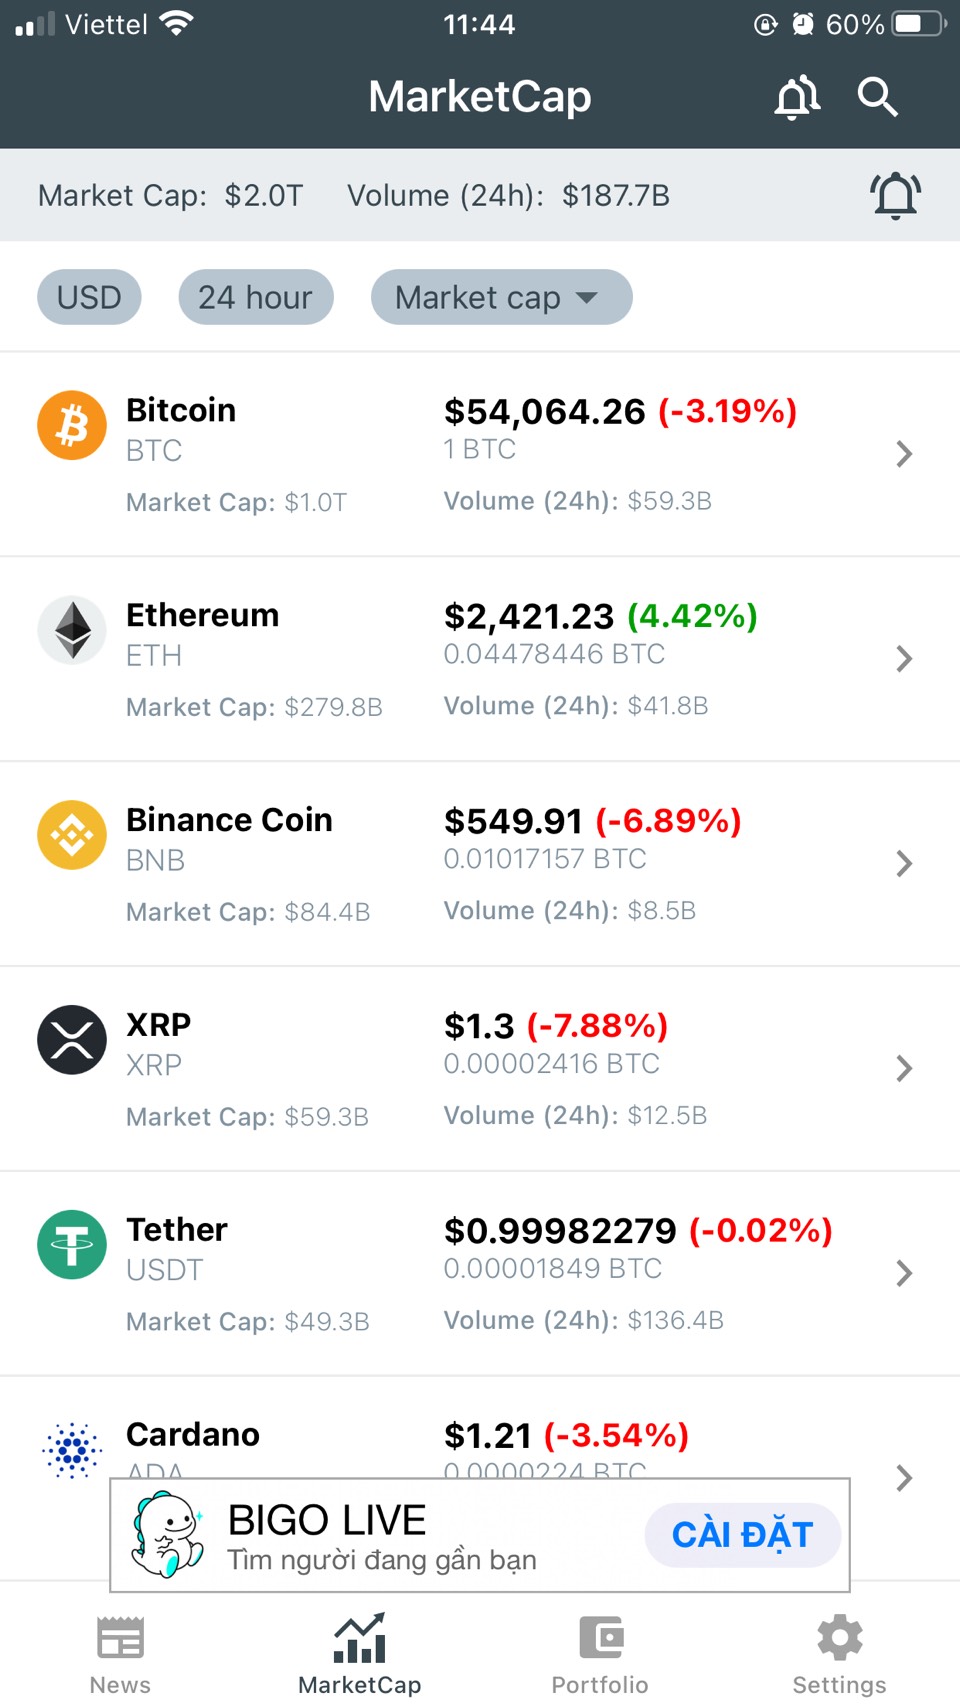 Viettel 11:44 60%
MarketCap
Market Cap: $2.0T Volume (24h): $187.7B
USD 24 hour Market cap
Bitcoin $54,064.26 (-3.19%)
BTC 1 BTC
Market Cap: $1.0T Volume (24h): $59.3B
Ethereum $2,421.23 (4.42%)
ETH 0.04478446 BTC
Market Cap: $279.8B Volume (24h): $41.8B
Binance Coin $549.91 (-6.89%)
BNB 0.01017157 BTC
Market Cap: $84.4B Volume (24h): $8.5B
XRP $1.3 (-7.88%)
XRP 0.00002416 BTC
Market Cap: $59.3B Volume (24h): $12.5B
Tether $0.99982279 (-0.02%)
USDT 0.00001849 BTC
Market Cap: $49.3B Volume (24h): $136.4B
Cardano $1.21 (-3.54%)
ADA 0.0000224 BTC
BIGO LIVE
Tìm người đang gần bạn
CÀI ĐẶT
News MarketCap Portfolio Settings